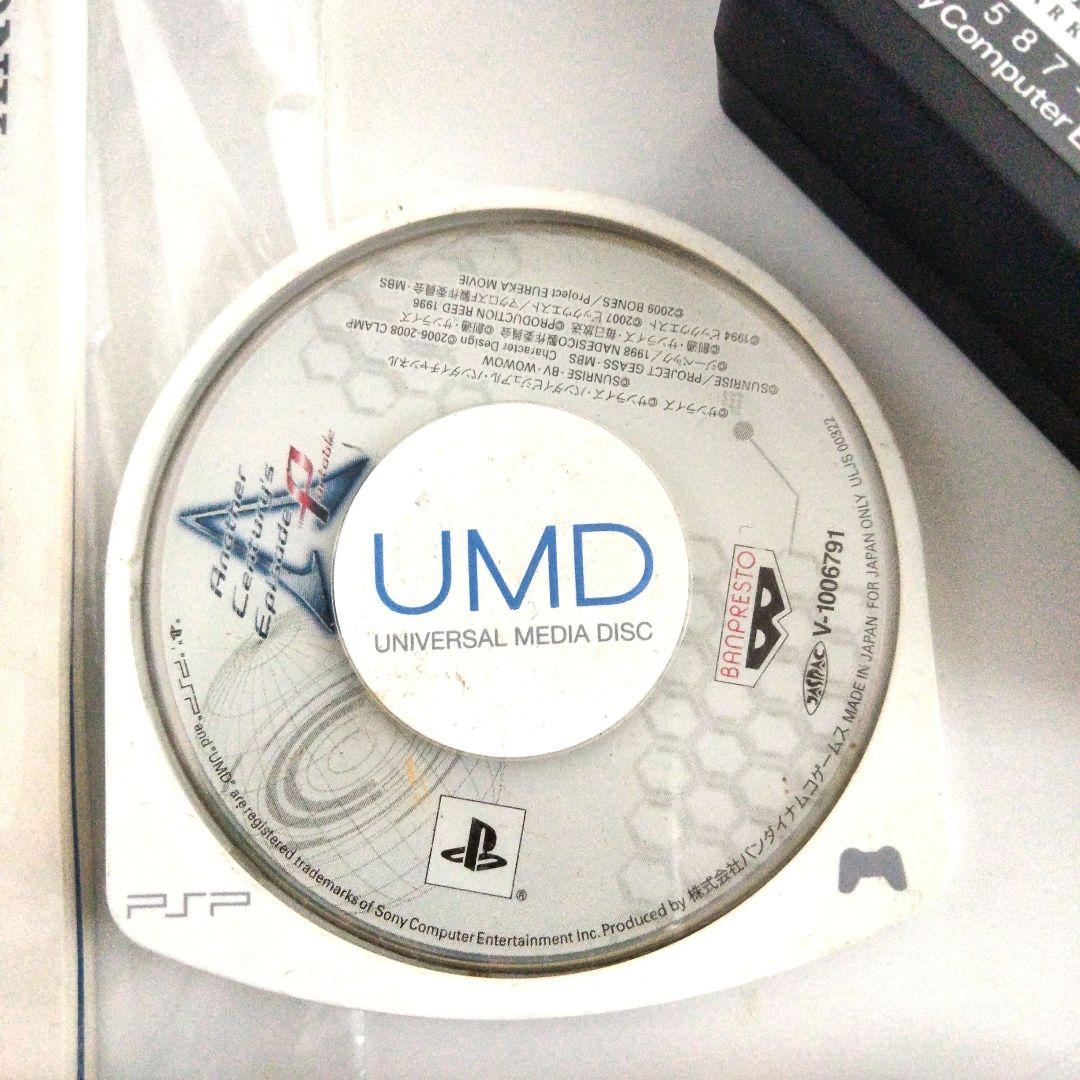 5 8 7
y Computer E
©サンライズ ©サンライズ・バンダイビジュアル・バンダイチャンネル
©SUNRISE・BV・WOWOW
©SUNRISE/PROJECT GEASS・MBS Character Design ©2006-2008 CLAMP
©ジーベック/1998 NADESICO製作委員会 ©創通・サンライズ
©創通・サンライズ・毎日放送 ©PRODUCTION REED 1996
©1994 ビックウエスト ©2007 ビックウエスト/マクロスF製作委員会・MBS
©2009 BONES/Project EUREKA MOVIE
Another
Century's
Episode
Portable
UMD
UNIVERSAL MEDIA DISC
BANPRESTO
JASRAC
V-1006791
"PSP" and "UMD" are registered trademarks of Sony Computer Entertainment Inc. Produced by 株式会社バンダイナムコゲームス MADE IN JAPAN FOR JAPAN ONLY ULJS 00322
®
PSP